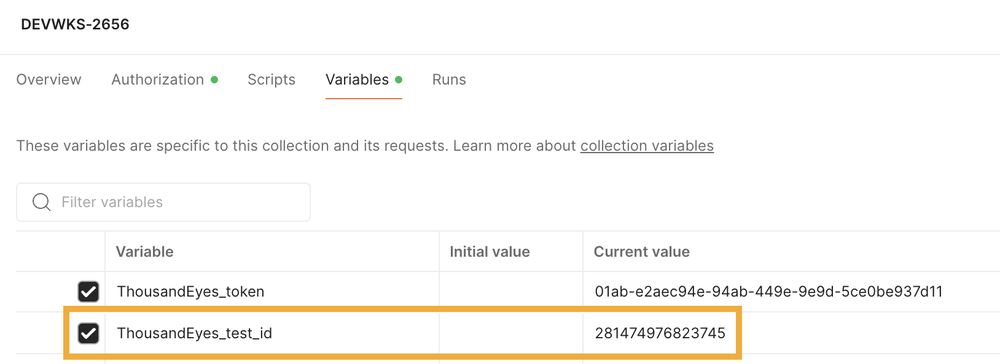 DEVWKS-2656
Overview Authorization Scripts Variables Runs
These variables are specific to this collection and its requests. Learn more about collection variables
Filter variables
Variable Initial value Current value
ThousandEyes_token 01ab-e2aec94e-94ab-449e-9e9d-5ce0be937d11
ThousandEyes_test_id 281474976823745